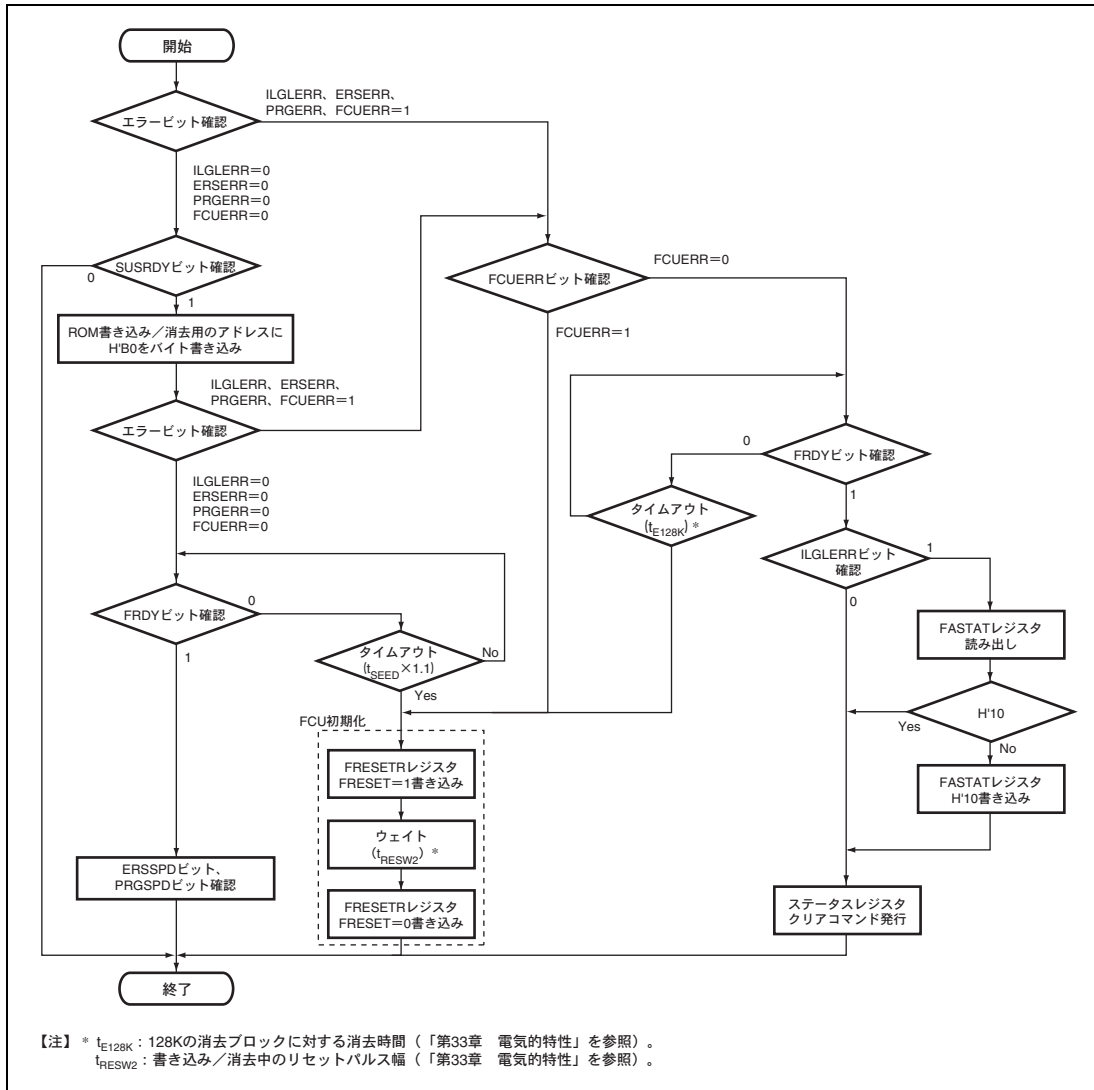 開始
エラービット確認
ILGLERR、ERSERR、
PRGERR、FCUERR=1
ILGLERR=0
ERSERR=0
PRGERR=0
FCUERR=0
SUSRDYビット確認
0
1
ROM書き込み/消去用のアドレスに
H'B0をバイト書き込み
ILGLERR、ERSERR、
PRGERR、FCUERR=1
エラービット確認
ILGLERR=0
ERSERR=0
PRGERR=0
FCUERR=0
FRDYビット確認
0
1
タイムアウト
(tSEED×1.1)
No
Yes
FCU初期化
FRESETRレジスタ
FRESET=1書き込み
ウェイト
(tRESW2) *
FRESETRレジスタ
FRESET=0書き込み
ERSSPDビット、
PRGSPDビット確認
終了
FCUERRビット確認
FCUERR=0
FCUERR=1
FRDYビット確認
0
1
タイムアウト
(tE128K) *
ILGLERRビット
確認
1
0
FASTATレジスタ
読み出し
H'10
Yes
No
FASTATレジスタ
H'10書き込み
ステータスレジスタ
クリアコマンド発行
【注】 * tE128K:128Kの消去ブロックに対する消去時間(「第33章 電気的特性」を参照)。
tRESW2:書き込み/消去中のリセットパルス幅(「第33章 電気的特性」を参照)。